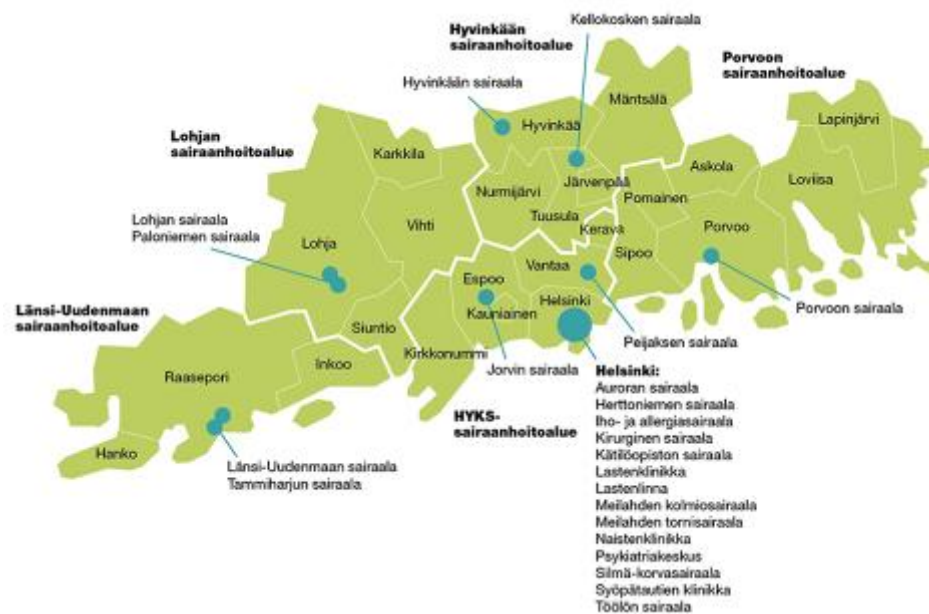 Kellokosken sairaala
Hyvinkään
sairaanhoitoalue
Porvoon
sairaanhoitoalue
Hyvinkään sairaala
Mäntsälä
Lapinjärvi
Hyvinkää
Lohjan
sairaanhoitoalue
Karkkila
Askola
Nurmijärvi
Järvenpää
Pornainen
Loviisa
Tuusula
Lohjan sairaala
Paloniemen sairaala
Vihti
Kerava
Porvoo
Lohja
Sipoo
Vantaa
Espoo
Helsinki
Länsi-Uudenmaan
sairaanhoitoalue
Kauniainen
Porvoon sairaala
Siuntio
Peijaksen sairaala
Inkoo
Kirkkonummi
Raasepori
Jorvin sairaala
HYKS-
sairaanhoitoalue
Hanko
Länsi-Uudenmaan sairaala
Tammiharjun sairaala
Helsinki:
Auroran sairaala
Herttoniemen sairaala
Iho- ja allergiasairaala
Kirurginen sairaala
Kätilöopiston sairaala
Lastenklinikka
Lastenlinna
Meilahden kolmiosairaala
Meilahden tornisairaala
Naistenklinikka
Psykiatriakeskus
Silmä-korvasairaala
Syöpätautien klinikka
Töölön sairaala